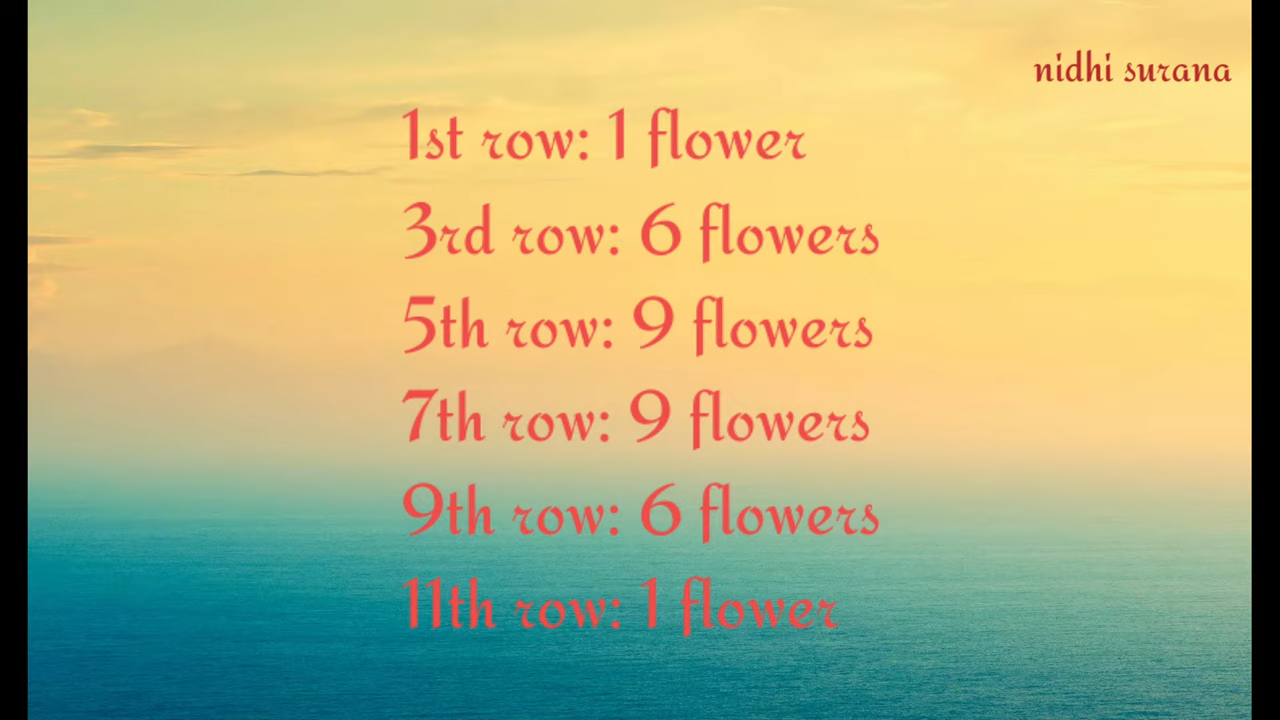 nidhi surana
1st row: 1 flower
3rd row: 6 flowers
5th row: 9 flowers
7th row: 9 flowers
9th row: 6 flowers
11th row: 1 flower